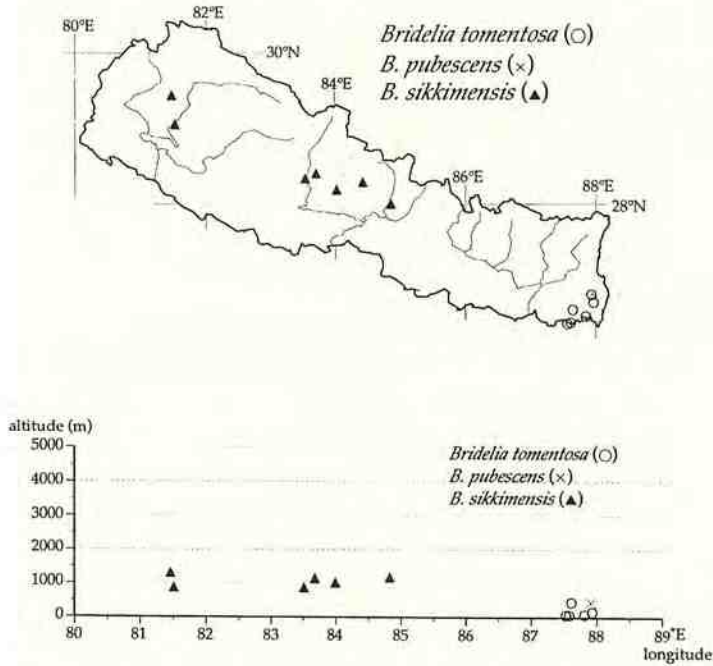 80°E
82°E
30°N
84°E
86°E
88°E
28°N
Bridelia tomentosa (○)
B. pubescens (×)
B. sikkimensis (▲)
altitude (m)
5000
4000
3000
2000
1000
0
Bridelia tomentosa (○)
B. pubescens (×)
B. sikkimensis (▲)
80 81 82 83 84 85 86 87 88 89°E
longitude